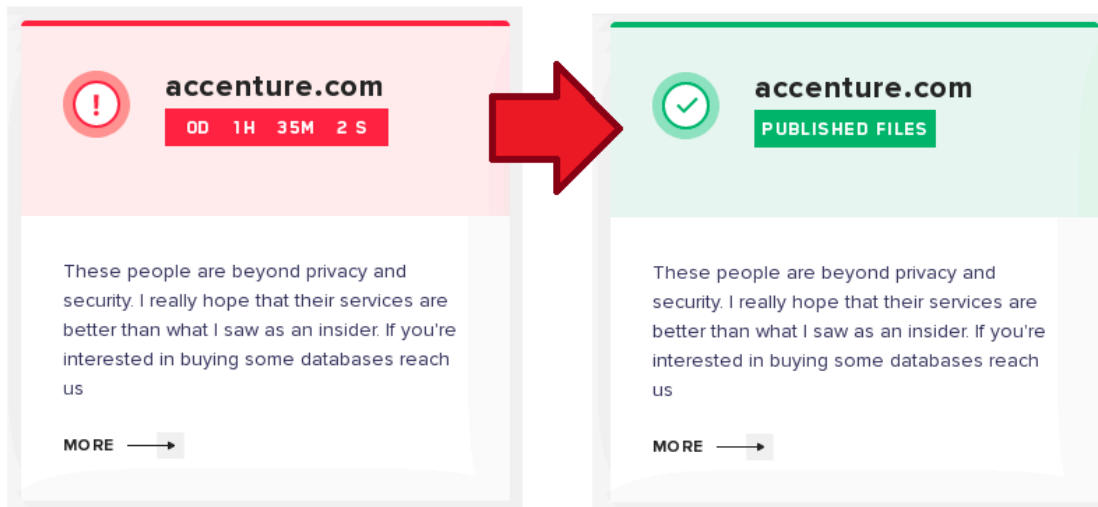 accenture.com
0D 1H 35M 2 S
These people are beyond privacy and
security. I really hope that their services are
better than what I saw as an insider. If you're
interested in buying some databases reach
us
MORE
accenture.com
PUBLISHED FILES
These people are beyond privacy and
security. I really hope that their services are
better than what I saw as an insider. If you're
interested in buying some databases reach
us
MORE